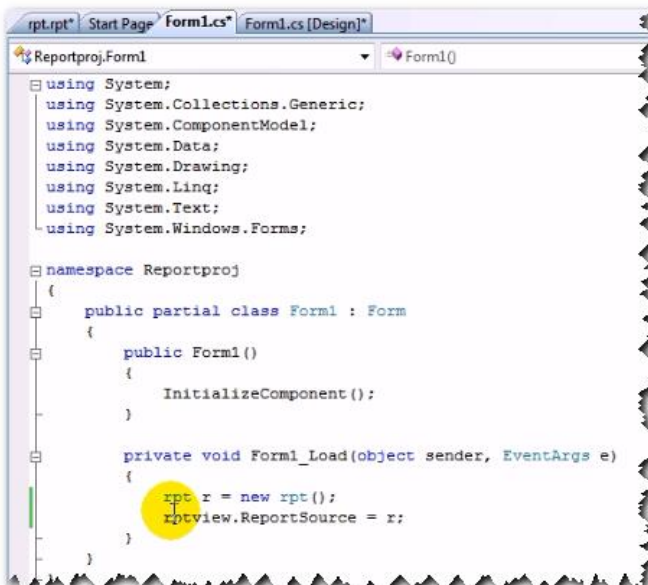 rpt.rpt* Start Page Form1.cs* Form1.cs [Design]*
Reportproj.Form1 Form1()
using System;
using System.Collections.Generic;
using System.ComponentModel;
using System.Data;
using System.Drawing;
using System.Linq;
using System.Text;
using System.Windows.Forms;
namespace Reportproj
{
public partial class Form1 : Form
{
public Form1()
{
InitializeComponent();
}
private void Form1_Load(object sender, EventArgs e)
{
rpt r = new rpt();
rptview.ReportSource = r;
}
}